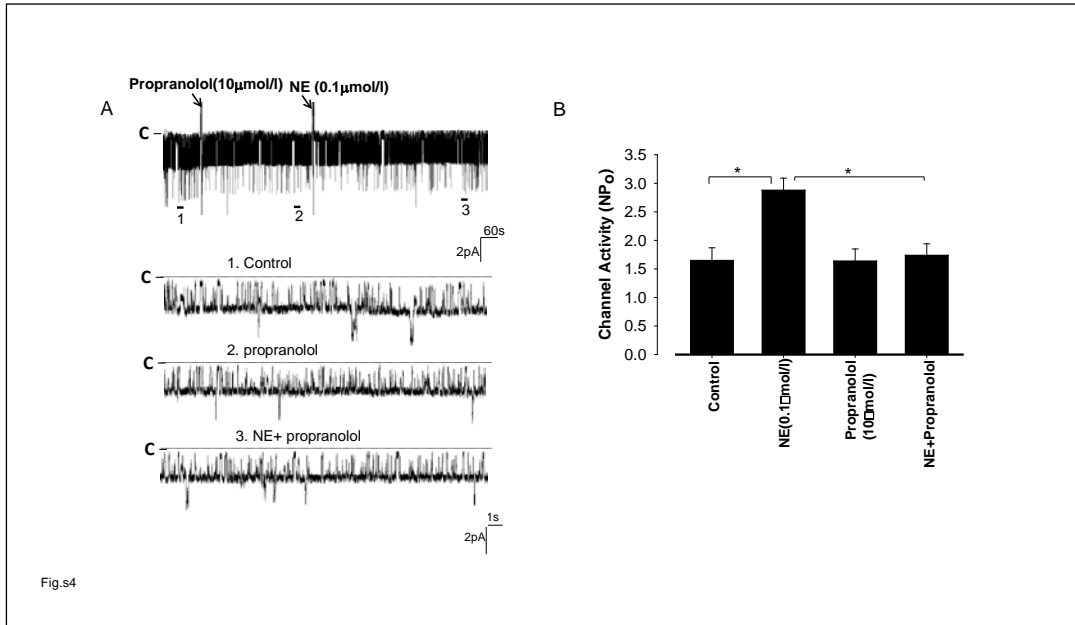 Propranolol(10μmol/l)
NE (0.1μmol/l)
A
C
1
2
3
60s
2pA
1. Control
C
2. propranolol
C
3. NE+ propranolol
C
1s
2pA
B
Channel Activity (NPO)
3.5
3.0
2.5
2.0
1.5
1.0
0.5
0.0
*
*
Control
NE(0.1□mol/l)
Propranolol
(10□mol/l)
NE+Propranolol
Fig.s4